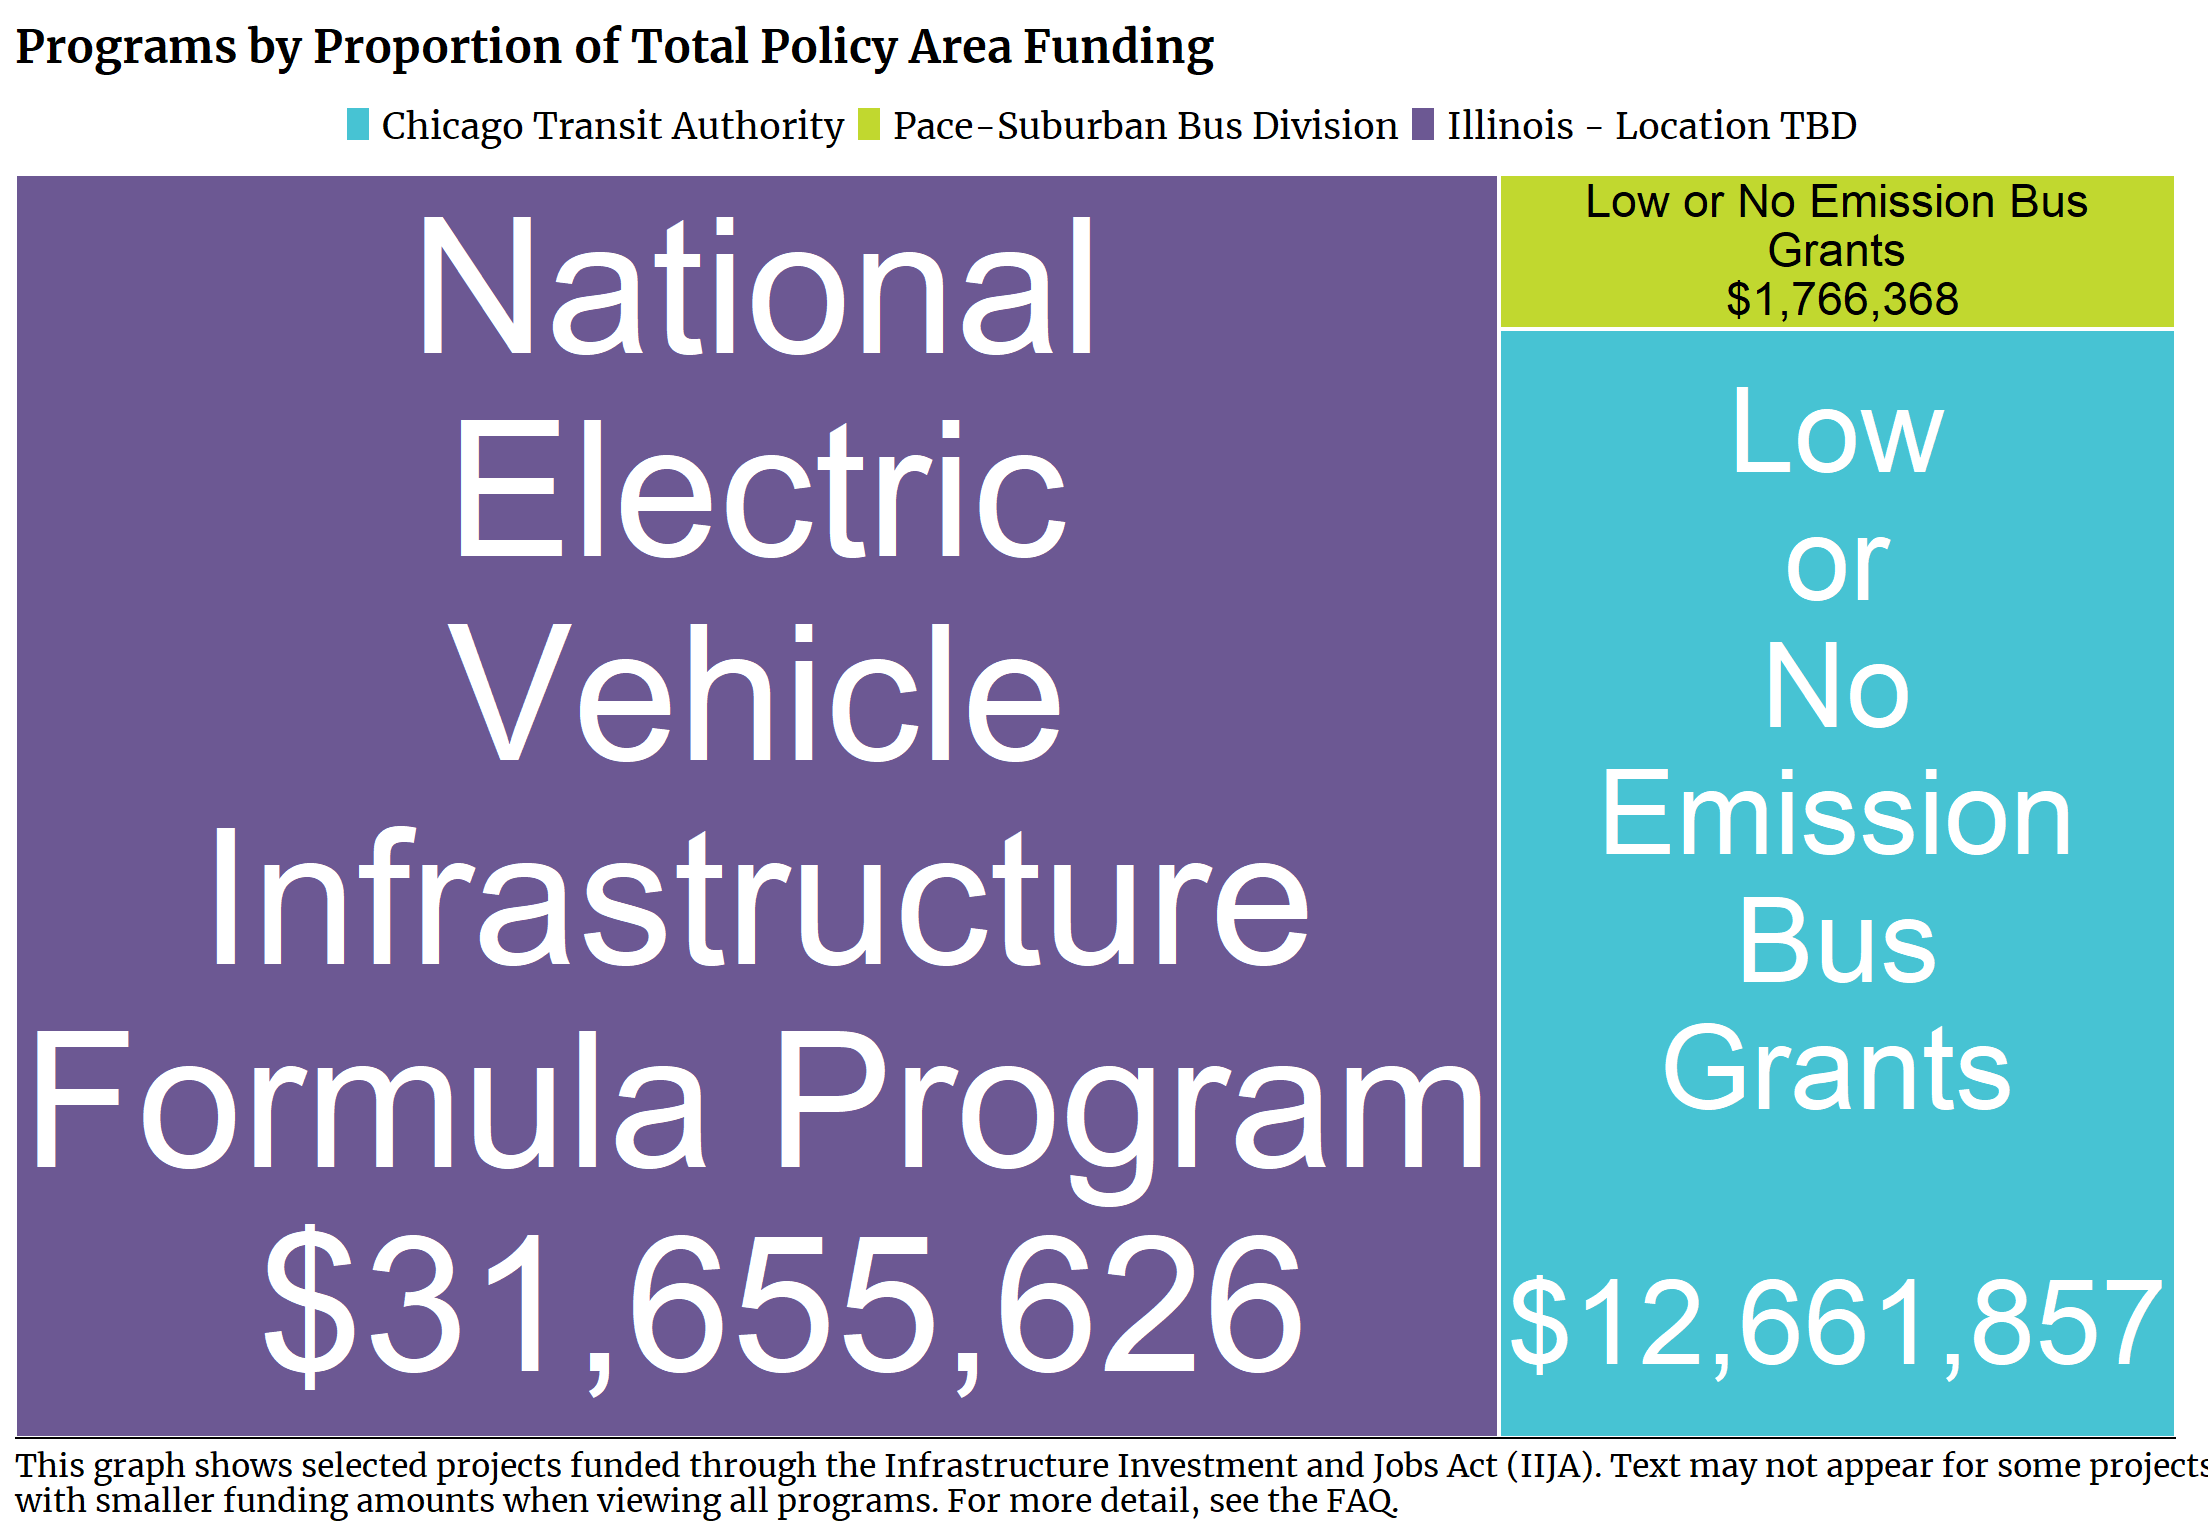 Programs by Proportion of Total Policy Area Funding
Chicago Transit Authority Pace-Suburban Bus Division Illinois - Location TBD
National
Electric
Vehicle
Infrastructure
Formula Program
$31,655,626
Low or No Emission Bus
Grants
$1,766,368
Low
or
No
Emission
Bus
Grants
$12,661,857
This graph shows selected projects funded through the Infrastructure Investment and Jobs Act (IIJA). Text may not appear for some projects
with smaller funding amounts when viewing all programs. For more detail, see the FAQ.